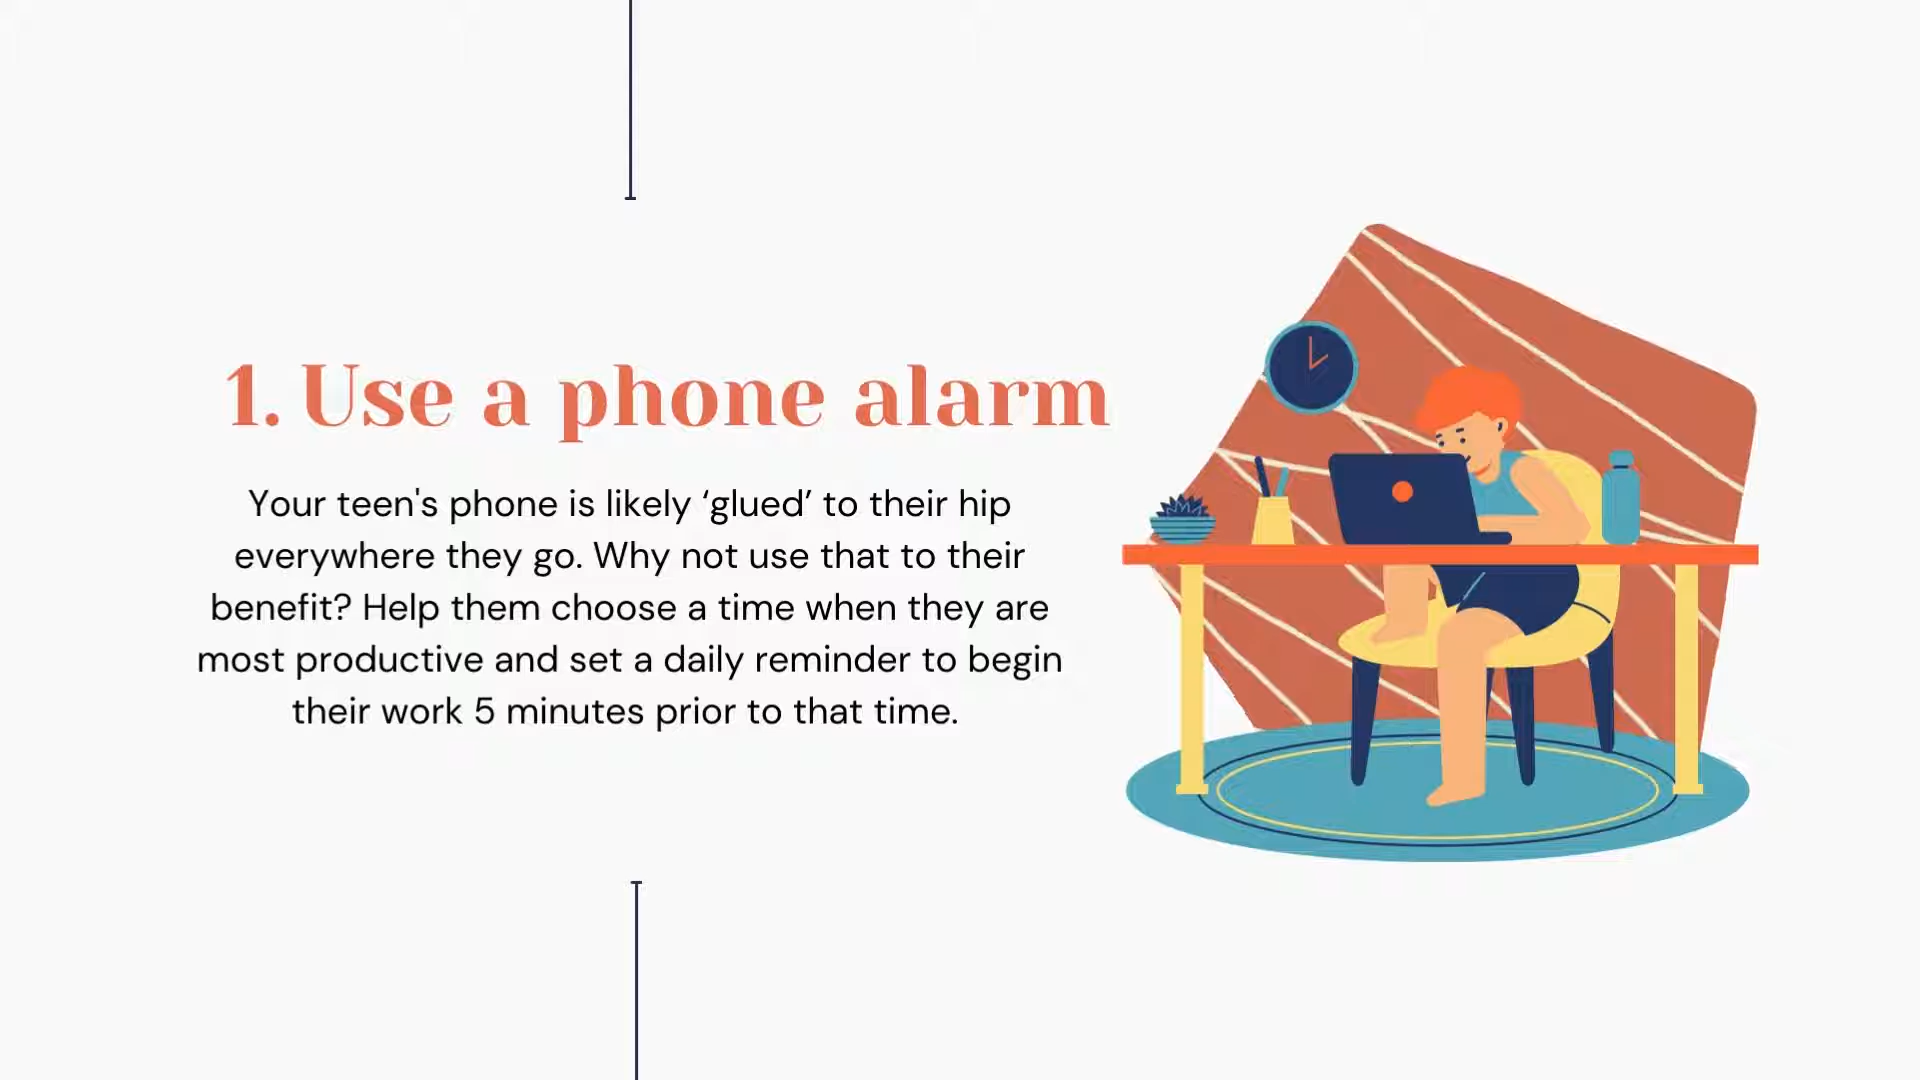 1. Use a phone alarm
Your teen's phone is likely ‘glued’ to their hip
everywhere they go. Why not use that to their
benefit? Help them choose a time when they are
most productive and set a daily reminder to begin
their work 5 minutes prior to that time.